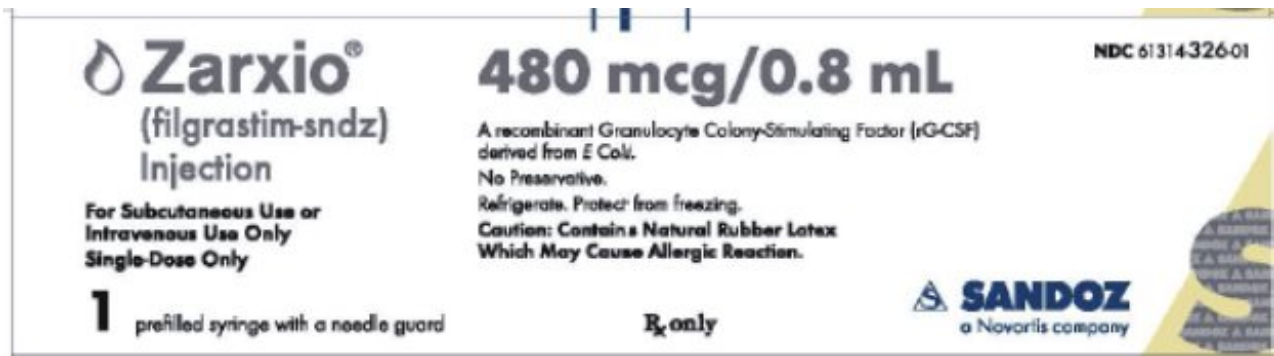 Zarxio®
(filgrastim-sndz)
Injection
For Subcutaneous Use or
Intravenous Use Only
Single-Dose Only
1 prefilled syringe with a needle guard
480 mcg/0.8 mL
A recombinant Granulocyte Colony-Stimulating Factor (rG-CSF)
derived from E Coli.
No Preservative.
Refrigerate. Protect from freezing.
Caution: Contains Natural Rubber Latex
Which May Cause Allergic Reaction.
Rx only
NDC 61314-326-01
SANDOZ
a Novartis company
S